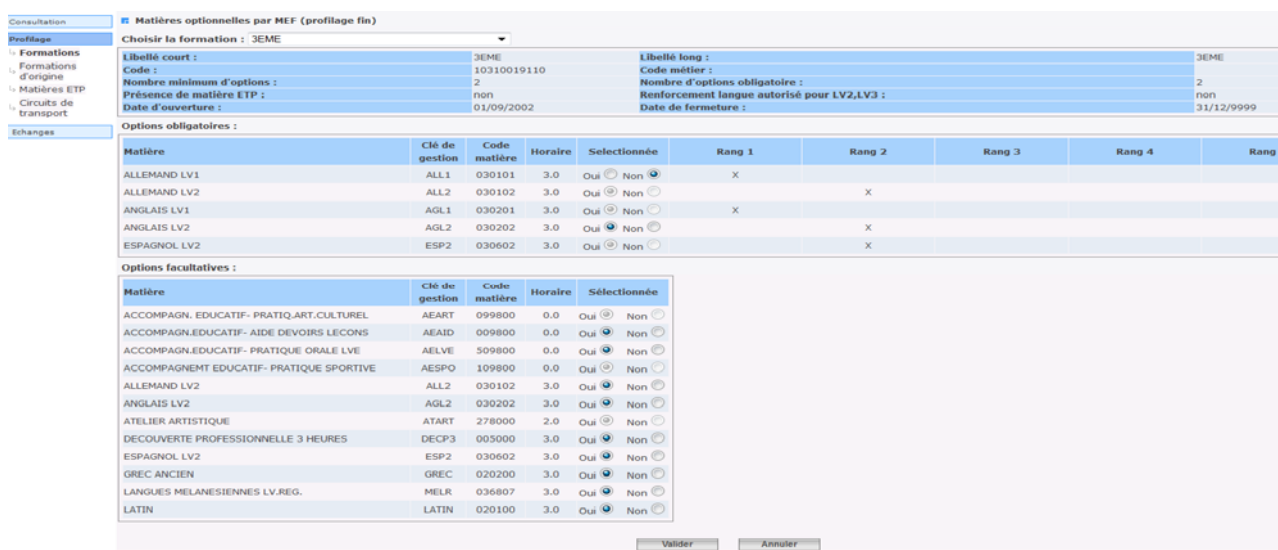 Consultation
Profilage
Formations
Formations
d'origine
Matières ETP
Circuits de
transport
Echanges
Matières optionnelles par MEF (profilage fin)
Choisir la formation : 3EME
Libellé court : 3EME Libellé long : 3EME
Code : 10310019110 Code métier :
Nombre minimum d'options : 2 Nombre d'options obligatoire : 2
Présence de matière ETP : non Renforcement langue autorisé pour LV2,LV3 : non
Date d'ouverture : 01/09/2002 Date de fermeture : 31/12/9999
Options obligatoires :
Matière Clé de gestion Code matière Horaire Selectionnée Rang 1 Rang 2 Rang 3 Rang 4 Rang
ALLEMAND LV1 ALL1 030101 3.0 Oui Non X
ALLEMAND LV2 ALL2 030102 3.0 Oui Non X
ANGLAIS LV1 AGL1 030201 3.0 Oui Non X
ANGLAIS LV2 AGL2 030202 3.0 Oui Non X
ESPAGNOL LV2 ESP2 030602 3.0 Oui Non X
Options facultatives :
Matière Clé de gestion Code matière Horaire Sélectionnée
ACCOMPAGN. EDUCATIF- PRATIQ.ART.CULTUREL AEART 099800 0.0 Oui Non
ACCOMPAGN.EDUCATIF- AIDE DEVOIRS LECONS AEAID 009800 0.0 Oui Non
ACCOMPAGN.EDUCATIF- PRATIQUE ORALE LVE AELVE 509800 0.0 Oui Non
ACCOMPAGNEMT EDUCATIF- PRATIQUE SPORTIVE AESPO 109800 0.0 Oui Non
ALLEMAND LV2 ALL2 030102 3.0 Oui Non
ANGLAIS LV2 AGL2 030202 3.0 Oui Non
ATELIER ARTISTIQUE ATART 278000 2.0 Oui Non
DECOUVERTE PROFESSIONNELLE 3 HEURES DECP3 005000 3.0 Oui Non
ESPAGNOL LV2 ESP2 030602 3.0 Oui Non
GREC ANCIEN GREC 020200 3.0 Oui Non
LANGUES MELANESIENNES LV.REG. MELR 036807 3.0 Oui Non
LATIN LATIN 020100 3.0 Oui Non
Valider Annuler